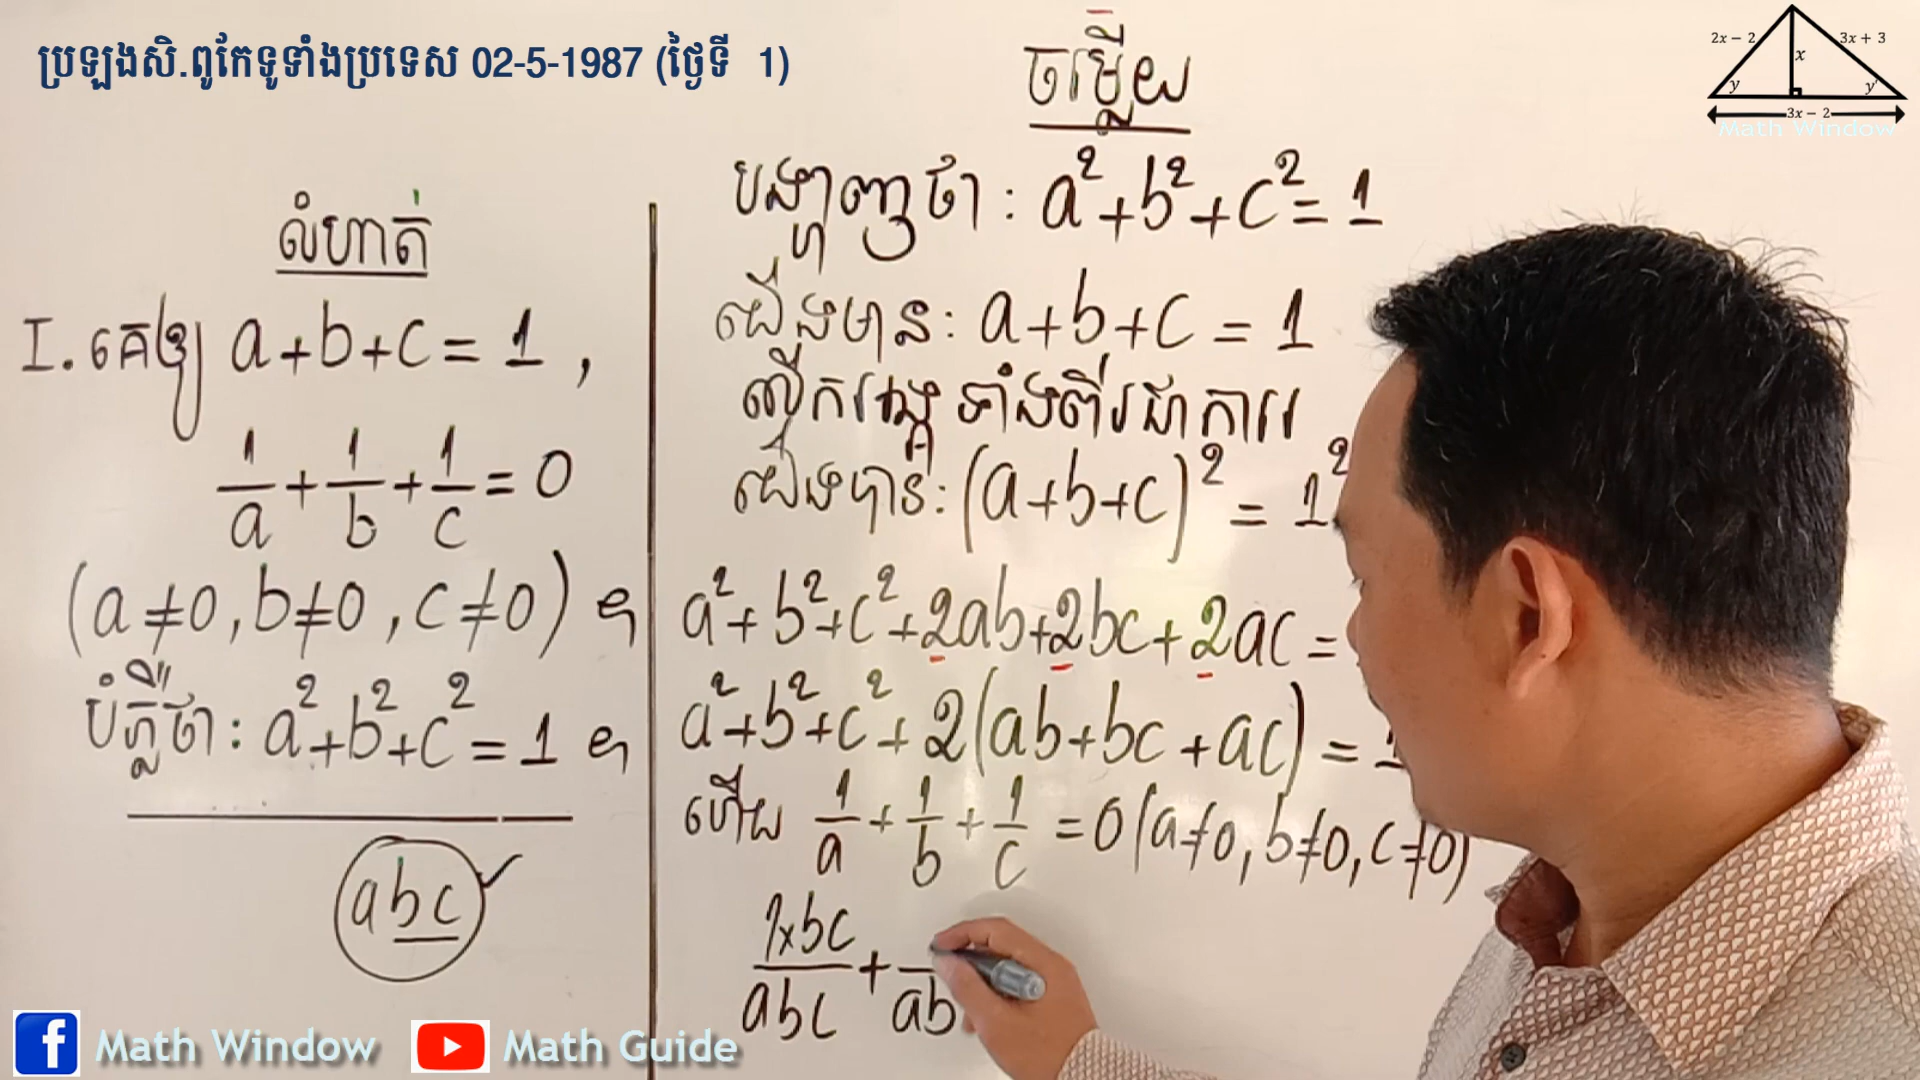 ប្រឡងសិ.ពូកែទូទាំងប្រទេស 02-5-1987 (ថ្ងៃទី 1)
លំហាត់
I. គេឲ្យ a+b+c = 1 ,
1/a + 1/b + 1/c = 0
(a≠0, b≠0, c≠0) ។
បំភ្លឺថា : a²+b²+c² = 1 ។
abc
ចម្លើយ
បង្ហាញថា : a²+b²+c² = 1
យើងមាន : a+b+c = 1
លើកអង្គទាំងពីរជាការេ
យើងបាន : (a+b+c)² = 1²
a²+b²+c²+2ab+2bc+2ac =
a²+b²+c²+2(ab+bc+ac) = 1
ហើយ 1/a + 1/b + 1/c = 0 (a≠0, b≠0, c≠0)
1×bc/abc + /ab
2x − 2
3x + 3
x
y
y'
3x − 2
Math Window
Math Window
Math Guide